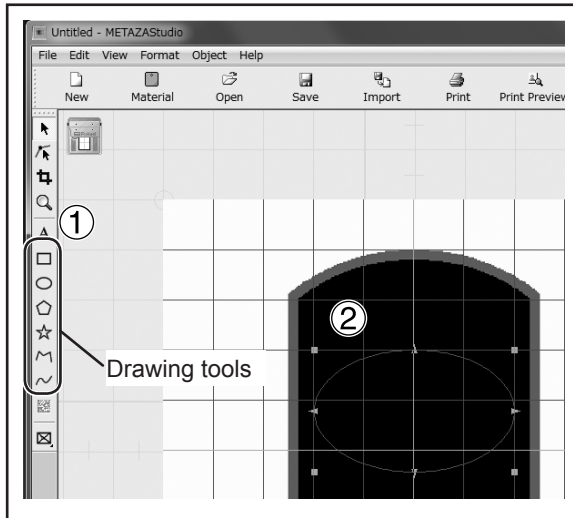 Untitled - METAZAStudio
File Edit View Format Object Help
New Material Open Save Import Print Print Preview
①
A
②
Drawing tools